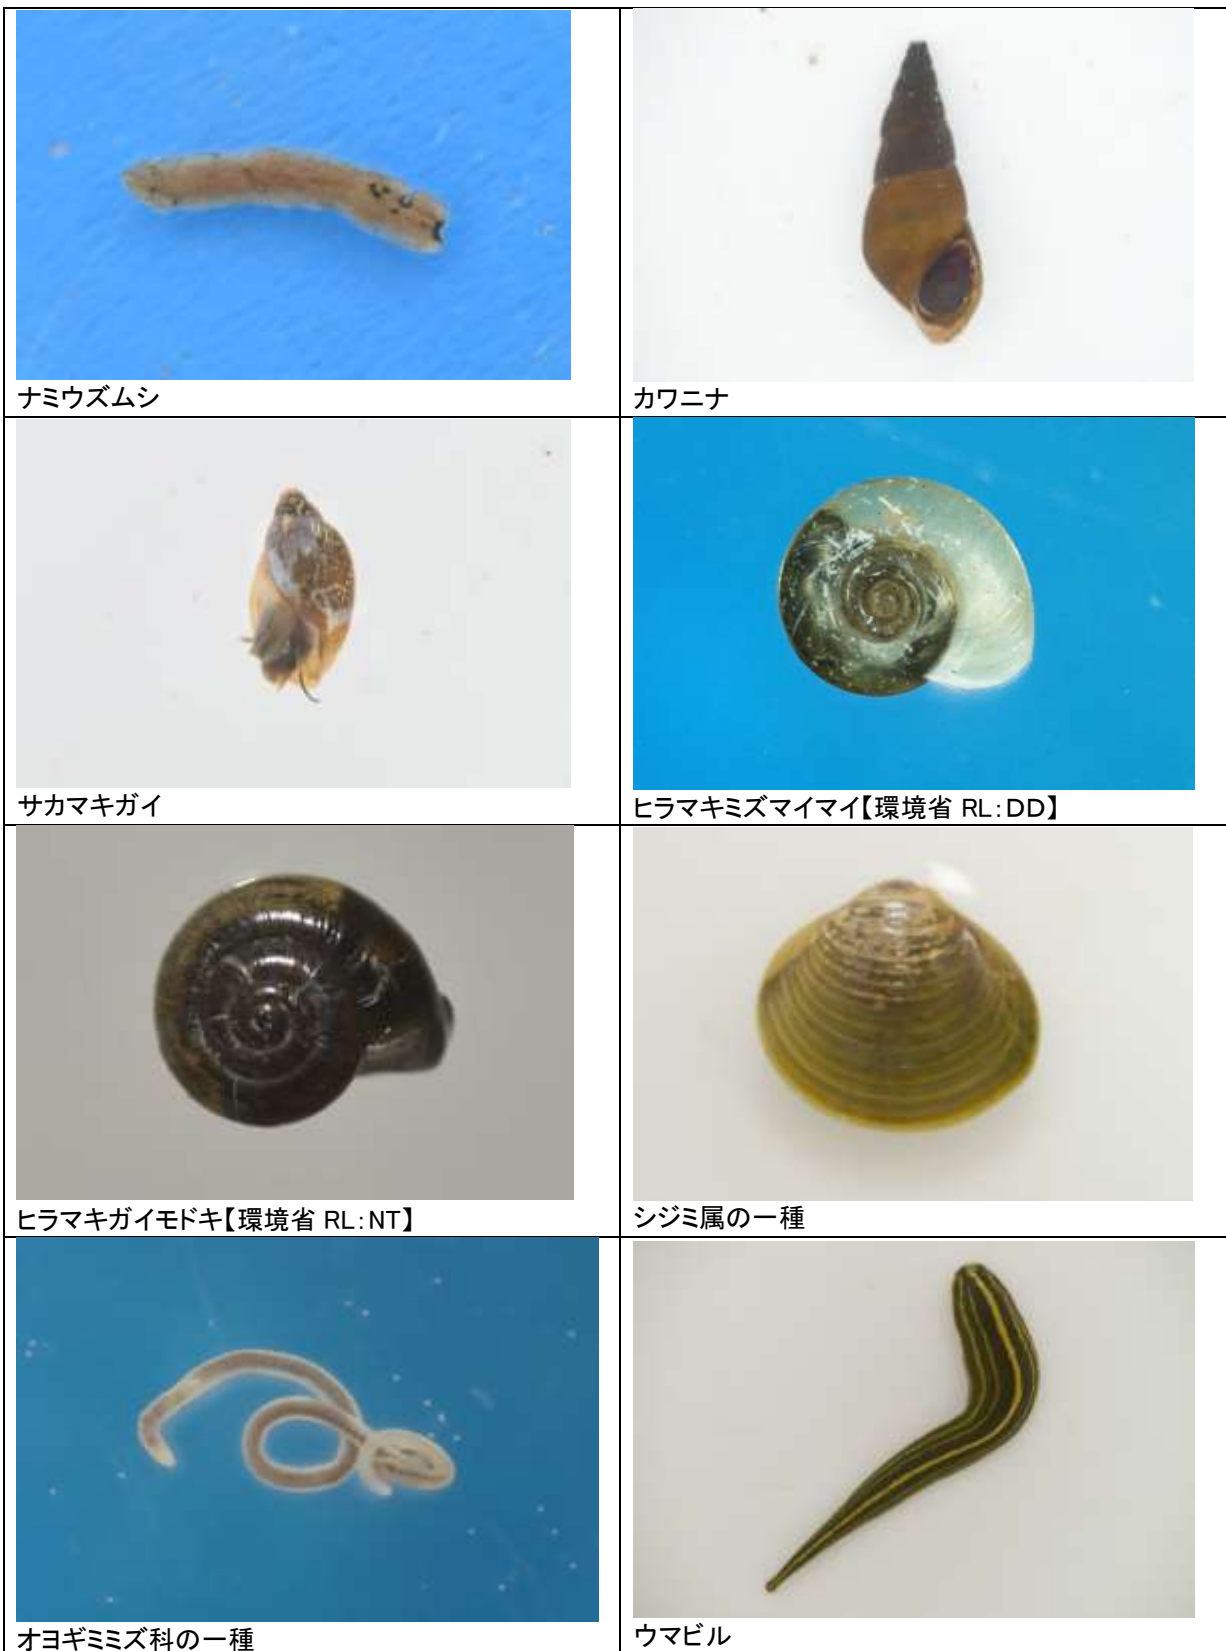 ナミウズムシ
カワニナ
サカマキガイ
ヒラマキミズマイマイ【環境省 RL:DD】
ヒラマキガイモドキ【環境省 RL:NT】
シジミ属の一種
オヨギミミズ科の一種
ウマビル